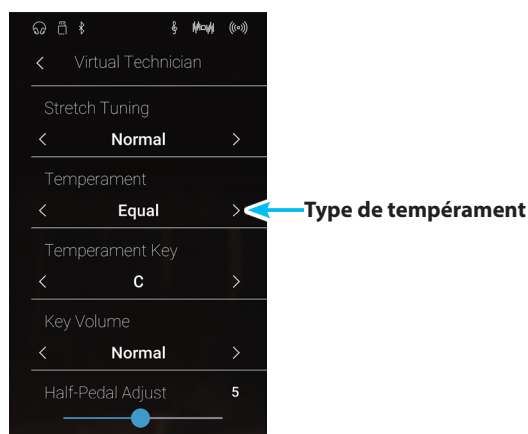 Virtual Technician
Stretch Tuning
Normal
Temperament
Equal
Type de tempérament
Temperament Key
C
Key Volume
Normal
Half-Pedal Adjust 5